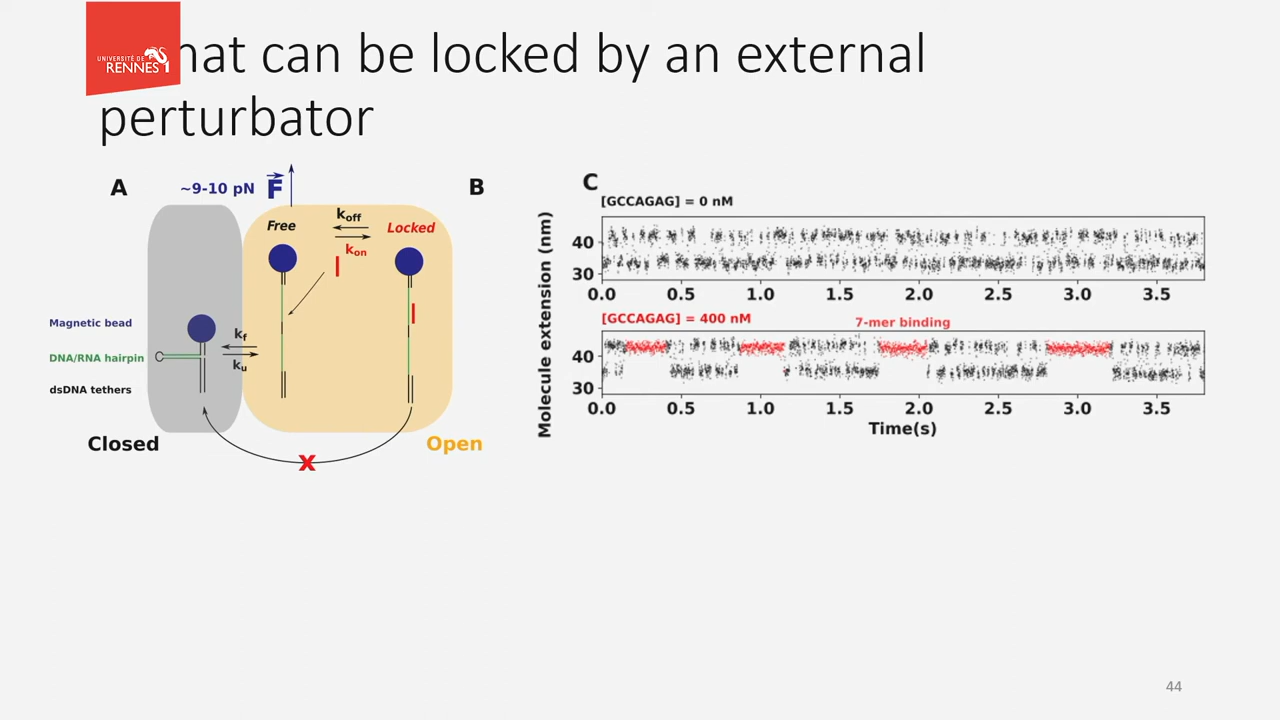 hat can be locked by an external
perturbator
UNIVERSITÉ DE
RENNES 1
A
~9-10 pN
F
B
Free
koff
kon
Locked
Magnetic bead
DNA/RNA hairpin
dsDNA tethers
kf
ku
Closed
x
Open
C
[GCCAGAG] = 0 nM
Molecule extension (nm)
40
30
0.0 0.5 1.0 1.5 2.0 2.5 3.0 3.5
[GCCAGAG] = 400 nM
7-mer binding
40
30
0.0 0.5 1.0 1.5 2.0 2.5 3.0 3.5
Time(s)
44